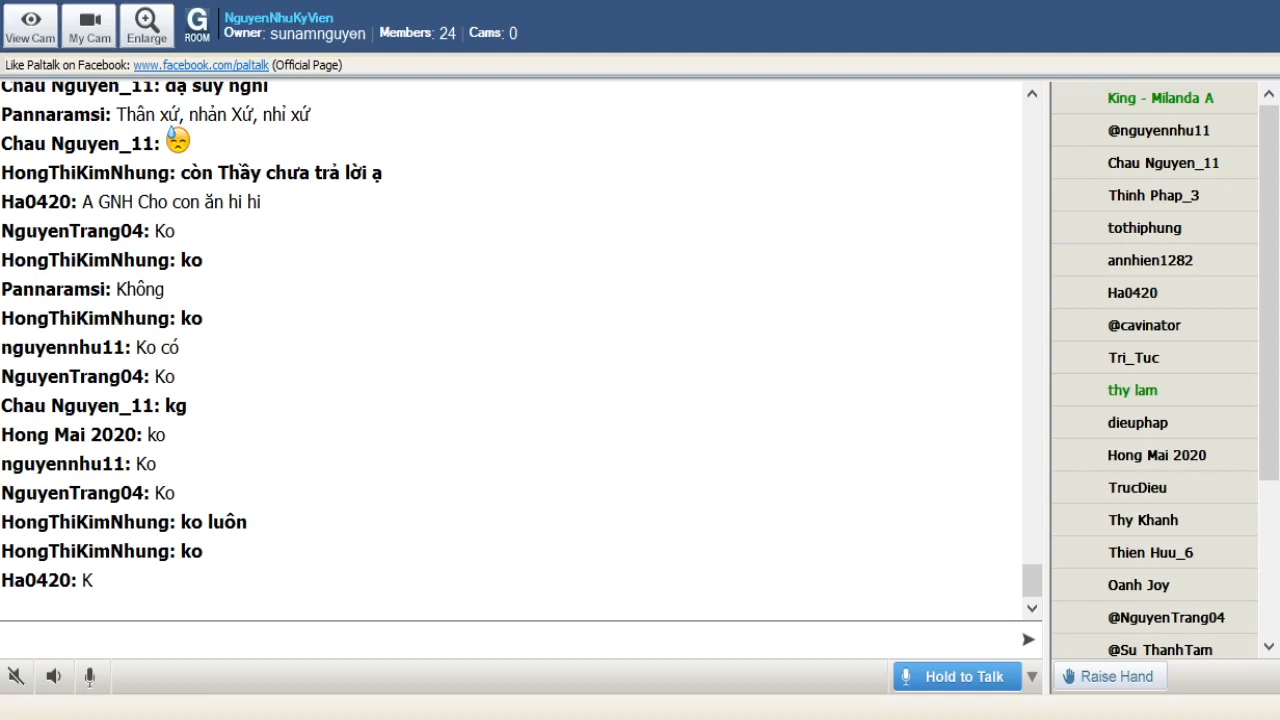 View Cam
My Cam
Enlarge
G
ROOM
NguyenNhuKyVien
Owner: sunamnguyen | Members: 24 | Cams: 0
Like Paltalk on Facebook: www.facebook.com/paltalk (Official Page)
Chau Nguyen_11: dạ suy nghĩ
Pannaramsi: Thân xứ, nhản Xứ, nhỉ xứ
Chau Nguyen_11:
HongThiKimNhung: còn Thầy chưa trả lời ạ
Ha0420: A GNH Cho con ăn hi hi
NguyenTrang04: Ko
HongThiKimNhung: ko
Pannaramsi: Không
HongThiKimNhung: ko
nguyennhu11: Ko có
NguyenTrang04: Ko
Chau Nguyen_11: kg
Hong Mai 2020: ko
nguyennhu11: Ko
NguyenTrang04: Ko
HongThiKimNhung: ko luôn
HongThiKimNhung: ko
Ha0420: K
King - Milanda A
@nguyennhu11
Chau Nguyen_11
Thinh Phap_3
tothiphung
annhien1282
Ha0420
@cavinator
Tri_Tuc
thy lam
dieuphap
Hong Mai 2020
TrucDieu
Thy Khanh
Thien Huu_6
Oanh Joy
@NguyenTrang04
@Su ThanhTam
Hold to Talk
Raise Hand